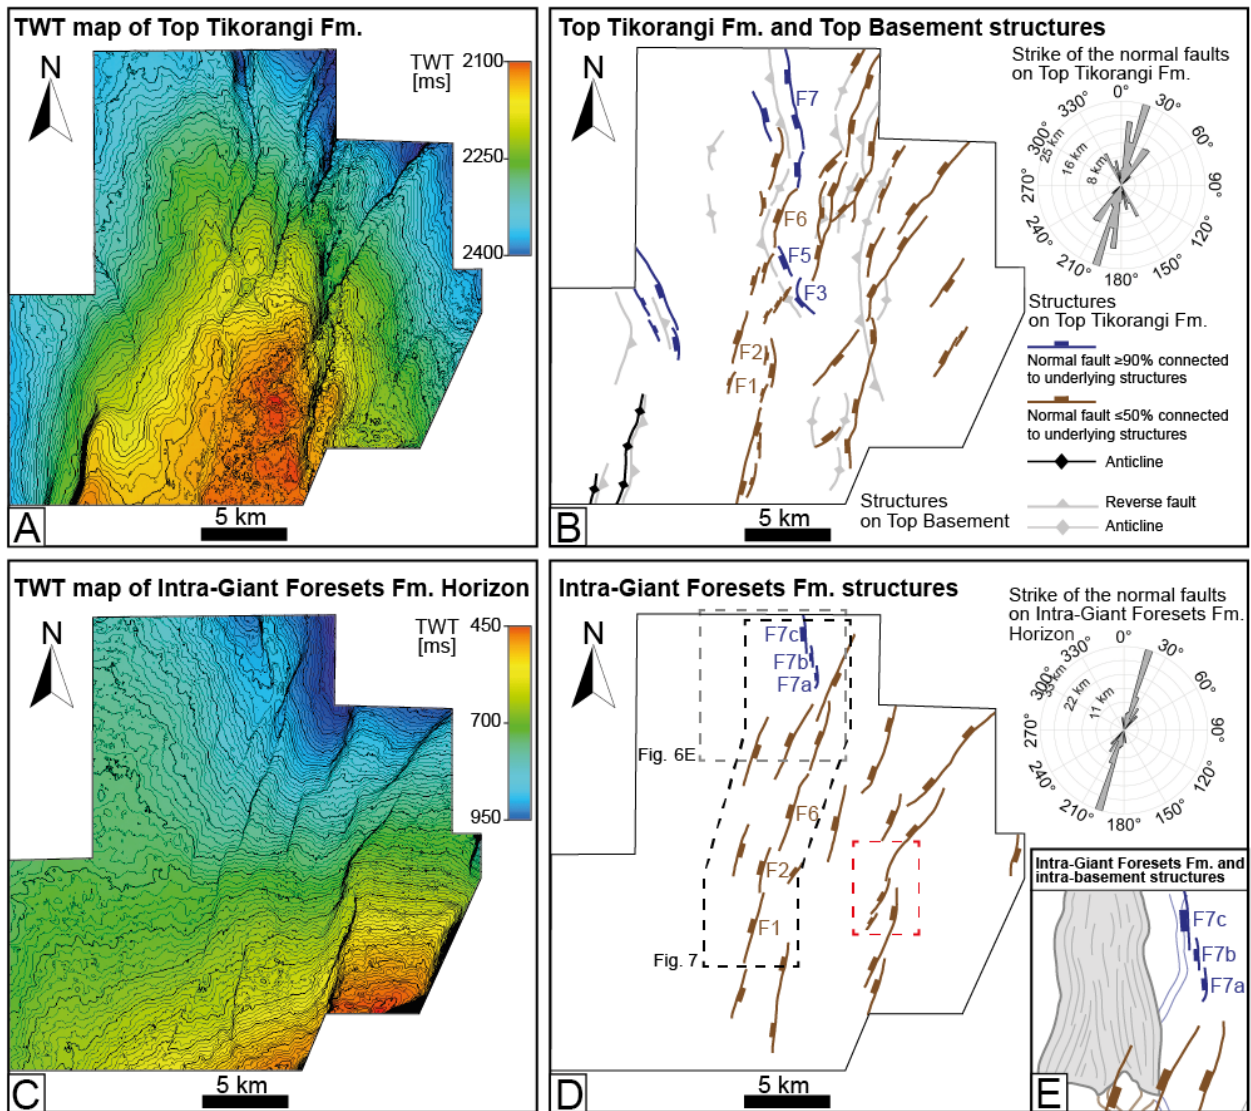 TWT map of Top Tikorangi Fm.
N
TWT
[ms]
2100
2250
2400
A
5 km
Top Tikorangi Fm. and Top Basement structures
N
F7
F6
F5
F3
F2
F1
Strike of the normal faults
on Top Tikorangi Fm.
0°
30°
60°
90°
120°
150°
180°
210°
240°
270°
300°
330°
25 km
16 km
8 km
Structures
on Top Tikorangi Fm.
Normal fault ≥90% connected
to underlying structures
Normal fault ≤50% connected
to underlying structures
Anticline
Structures
on Top Basement
Reverse fault
Anticline
B
5 km
TWT map of Intra-Giant Foresets Fm. Horizon
N
TWT
[ms]
450
700
950
C
5 km
Intra-Giant Foresets Fm. structures
N
F7c
F7b
F7a
Fig. 6E
F6
F2
F1
Fig. 7
Strike of the normal faults
on Intra-Giant Foresets Fm.
Horizon
0°
30°
60°
90°
120°
150°
180°
210°
240°
270°
300°
330°
22 km
11 km
D
5 km
Intra-Giant Foresets Fm. and
intra-basement structures
F7c
F7b
F7a
E